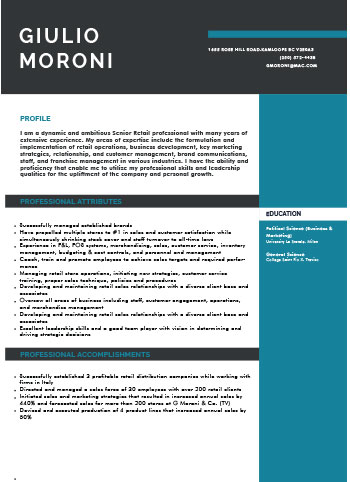 GIULIO
MORONI
1465 ROSE HILL ROAD.KAMLOOPS BC V2E2A5
(250) 572-9458
GMORONI@MAC.COM
PROFILE
I am a dynamic and ambitious Senior Retail professional with many years of
extensive experience. My areas of expertise include the formulation and
implementation of retail operations, business development, key marketing
strategies, relationship, and customer management, brand communications,
staff, and franchise management in various industries. I have the ability and
proficiency that enable me to utilize my professional skills and leadership
qualities for the upliftment of the company and personal growth.
PROFESSIONAL ATTRIBUTES
EDUCATION
Political Science (Business &
Marketing)
University La Sorela, Milan
General Science
College Saint Pio X, Treviso
Successfully managed established brands
Have propelled multiple stores to #1 in sales and customer satisfaction while
simultaneously shrinking stock cover and staff turnover to all-time lows
Experience in P&L, POS systems, merchandising, sales, customer service, inventory
management, budgeting & cost controls, and personnel and management
Coach, train and promote employees to achieve sales targets and required perfor-
mance
Managing retail store operations, initiating new strategies, customer service
training, proper sales technique, policies and procedures
Developing and maintaining retail sales relationships with a diverse client base and
associates
Oversaw all areas of business including staff, customer engagement, operations,
and merchandise management
Developing and maintaining retail sales relationships with a diverse client base and
associates
Excellent leadership skills and a good team player with vision in determining and
driving strategic decisions
PROFESSIONAL ACCOMPLISHMENTS
Successfully established 3 profitable retail distribution companies while working with
firms in Italy
Directed and managed a sales force of 30 employees with over 300 retail clients
Initiated sales and marketing strategies that resulted in increased annual sales by
440% and forecasted sales for more than 300 stores at G Moroni & Co. (TV)
Devised and executed production of 4 product lines that increased annual sales by
50%